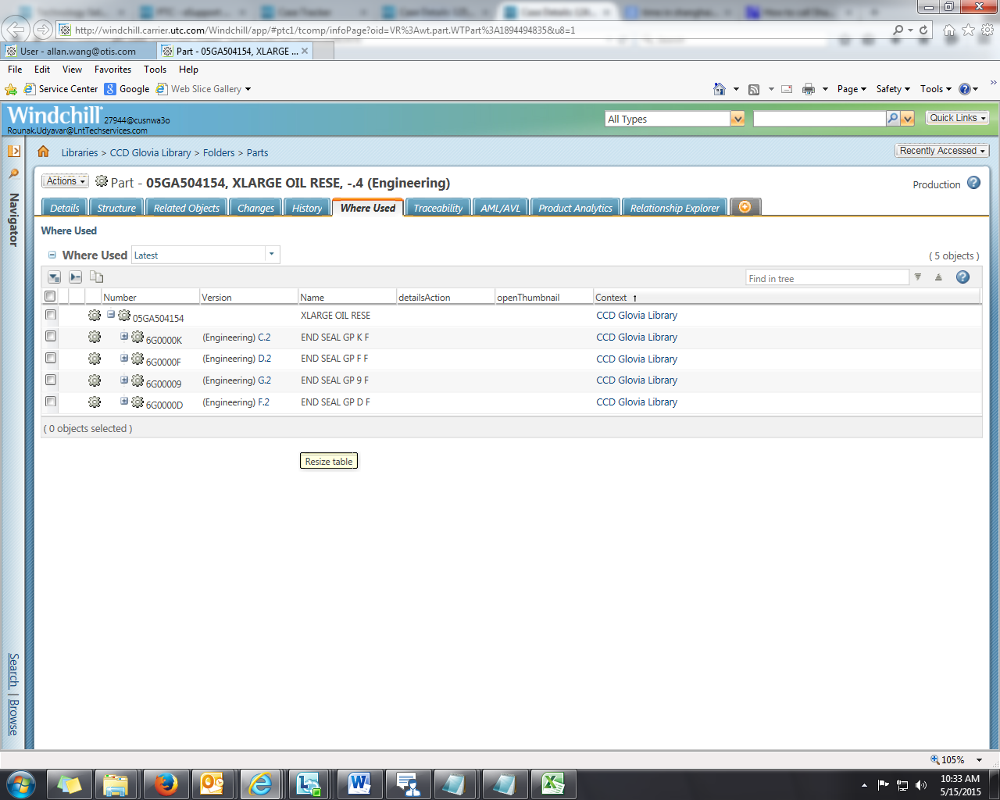 http://windchill.carrier.utc.com/Windchill/app/#ptc1/tcomp/infoPage?oid=VR%3Awt.part.WTPart%3A1894494835&u8=1
User - allan.wang@otis.com Part - 05GA504154, XLARGE ...
File Edit View Favorites Tools Help
Service Center Google Web Slice Gallery Page Safety Tools
Windchill 27944@cusnwa3o All Types Quick Links
Rounak.Udyavar@LntTechservices.com
Libraries > CCD Glovia Library > Folders > Parts Recently Accessed
Actions Part - 05GA504154, XLARGE OIL RESE, -.4 (Engineering) Production
Navigator
Details Structure Related Objects Changes History Where Used Traceability AML/AVL Product Analytics Relationship Explorer
Where Used
Where Used Latest ( 5 objects )
Find in tree
Number Version Name detailsAction openThumbnail Context
05GA504154 XLARGE OIL RESE CCD Glovia Library
6G0000K (Engineering) C.2 END SEAL GP K F CCD Glovia Library
6G0000F (Engineering) D.2 END SEAL GP F F CCD Glovia Library
6G00009 (Engineering) G.2 END SEAL GP 9 F CCD Glovia Library
6G0000D (Engineering) F.2 END SEAL GP D F CCD Glovia Library
( 0 objects selected )
Resize table
Search | Browse
105%
10:33 AM
5/15/2015